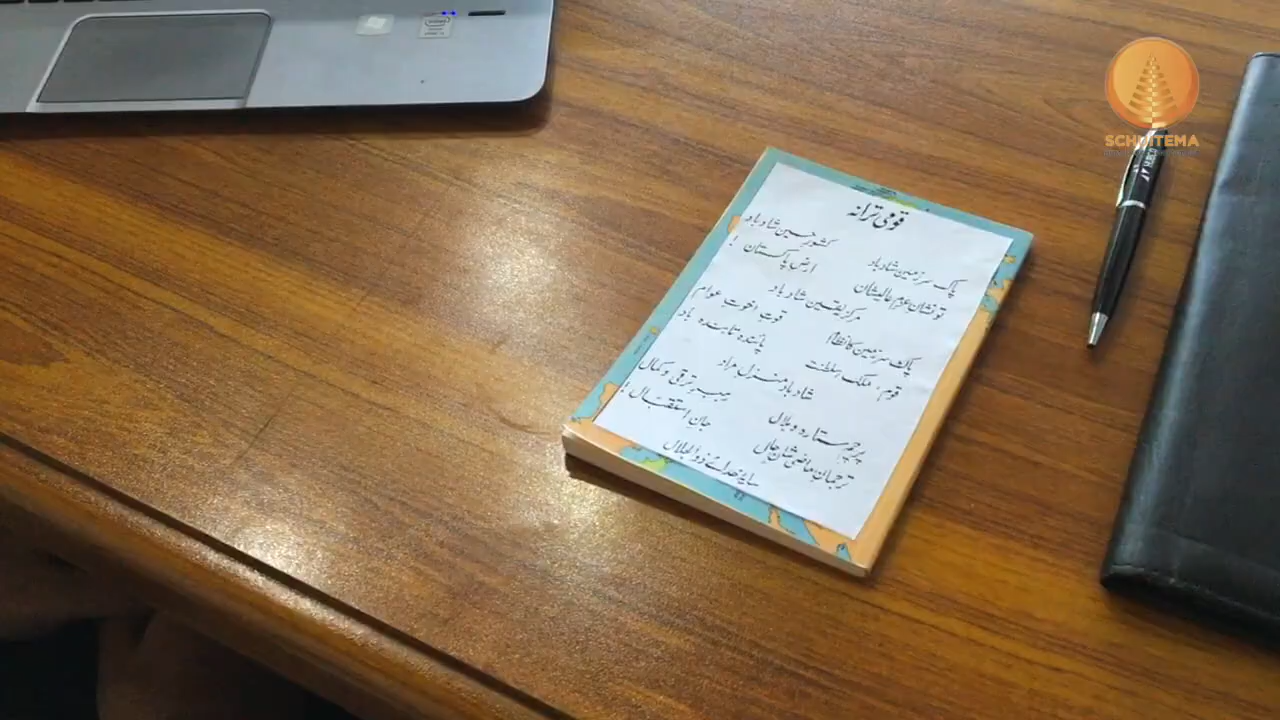 قومی ترانہ
پاک سرزمین شاد باد کشور حسین شاد باد
تو نشان عزم عالیشان ارض پاکستان !
مرکز یقین شاد باد
پاک سرزمین کا نظام قوت اخوت عوام
قوم ، ملک ، سلطنت پائندہ تابندہ باد
شاد باد منزل مراد
پرچم ستارہ و ہلال رہبر ترقی و کمال
ترجمان ماضی شان حال جان استقبال !
سایۂ خدائے ذوالجلال
SCHUITEMA